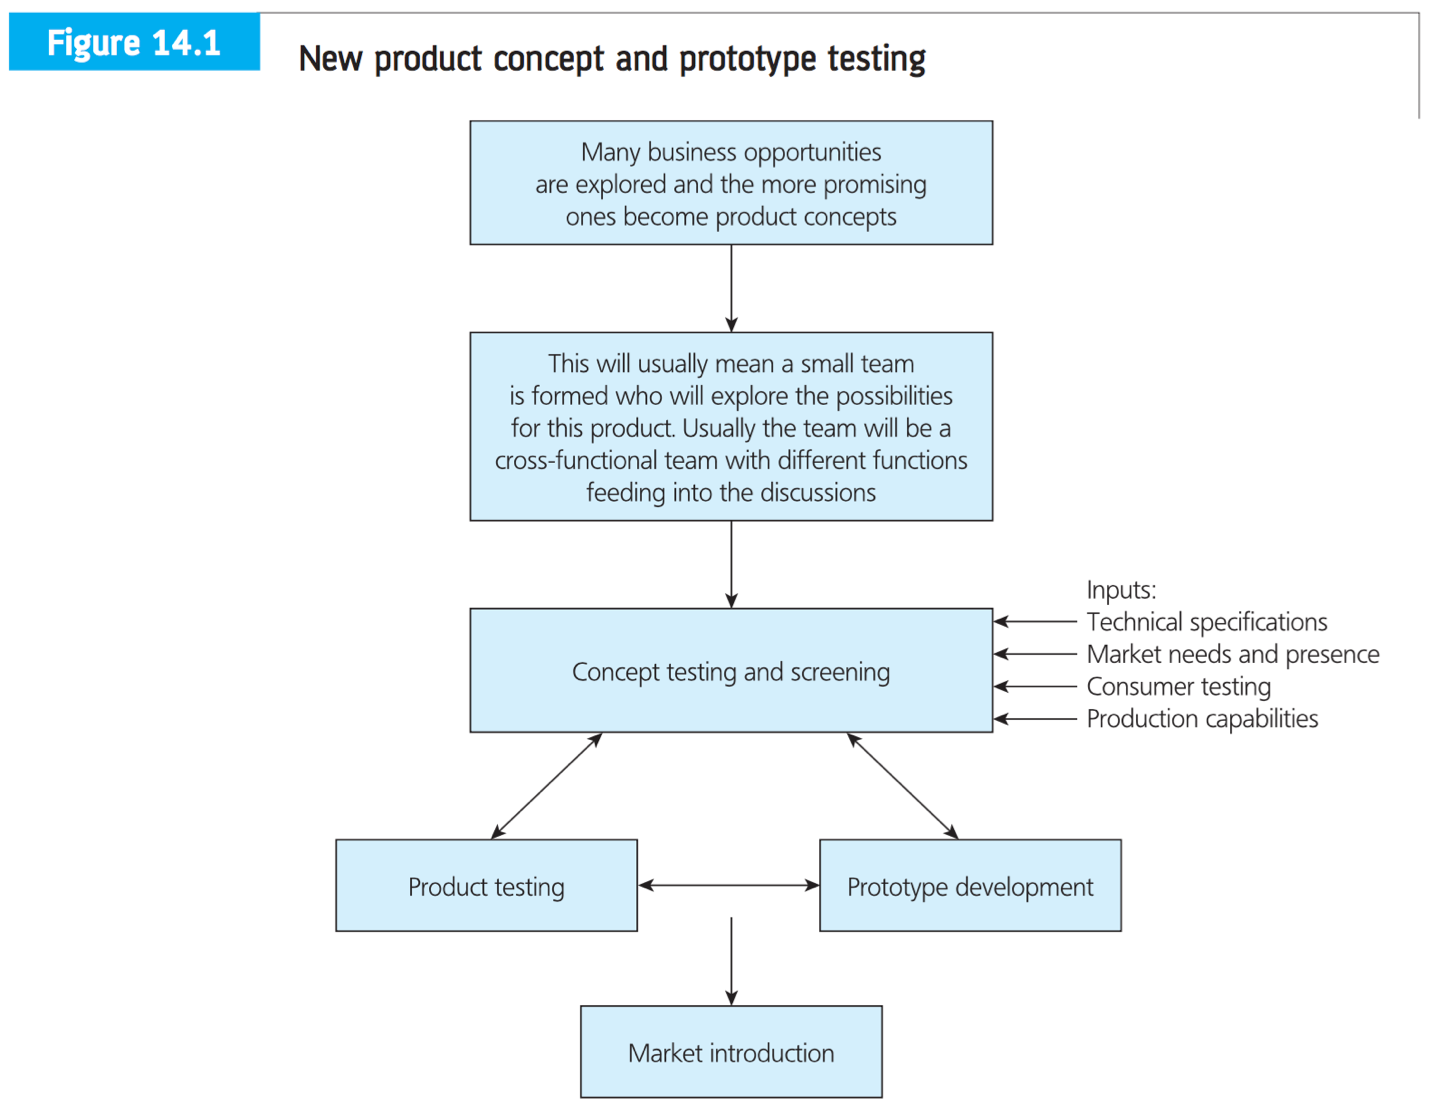 Figure 14.1
New product concept and prototype testing
Many business opportunities
are explored and the more promising
ones become product concepts
This will usually mean a small team
is formed who will explore the possibilities
for this product. Usually the team will be a
cross-functional team with different functions
feeding into the discussions
Inputs:
Technical specifications
Market needs and presence
Consumer testing
Production capabilities
Concept testing and screening
Product testing
Prototype development
Market introduction